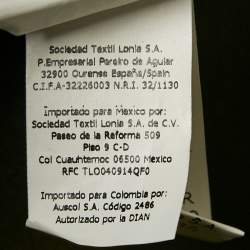 Sociedad Textil Lonia S.A.
P.Empresarial Pereiro de Aguiar
32900 Ourense España/Spain
C.I.F.A-32226003 N.R.I. 32/1130
Importado para Mexico por:
Sociedad Textil Lonia S.A. de C.V.
Paseo de la Reforma 509
Piso 9 C-D
Col Cuauhtemoc 06500 Mexico
RFC TLO040914QF0
Importado para Colombia por:
Auscol S.A. Código 2486
Autorizado por la DIAN